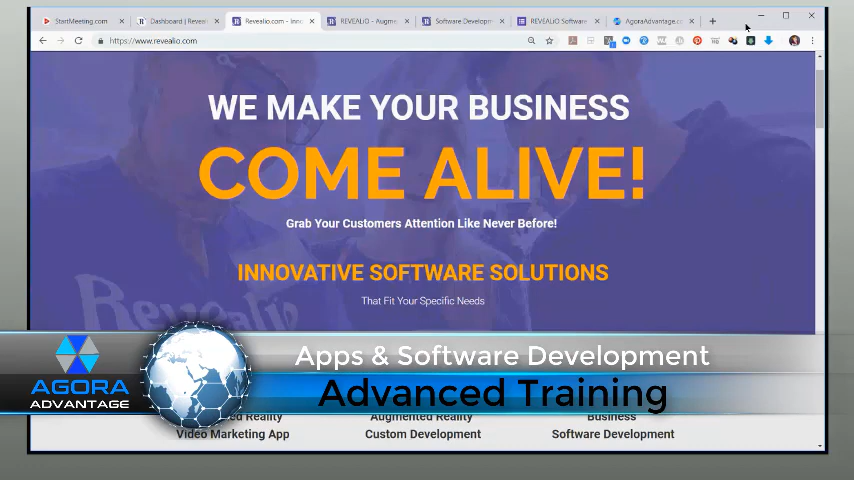 StartMeeting.com
Dashboard | Reveali
Revealio.com - Inno
REVEALiO - Augme
Software Developm
REVEALiO Software
AgoraAdvantage.c
https://www.revealio.com
WE MAKE YOUR BUSINESS
COME ALIVE!
Grab Your Customers Attention Like Never Before!
INNOVATIVE SOFTWARE SOLUTIONS
That Fit Your Specific Needs
Revealio
Apps & Software Development
Advanced Training
AGORA
ADVANTAGE
Reality
Augmented Reality
Business
Video Marketing App
Custom Development
Software Development